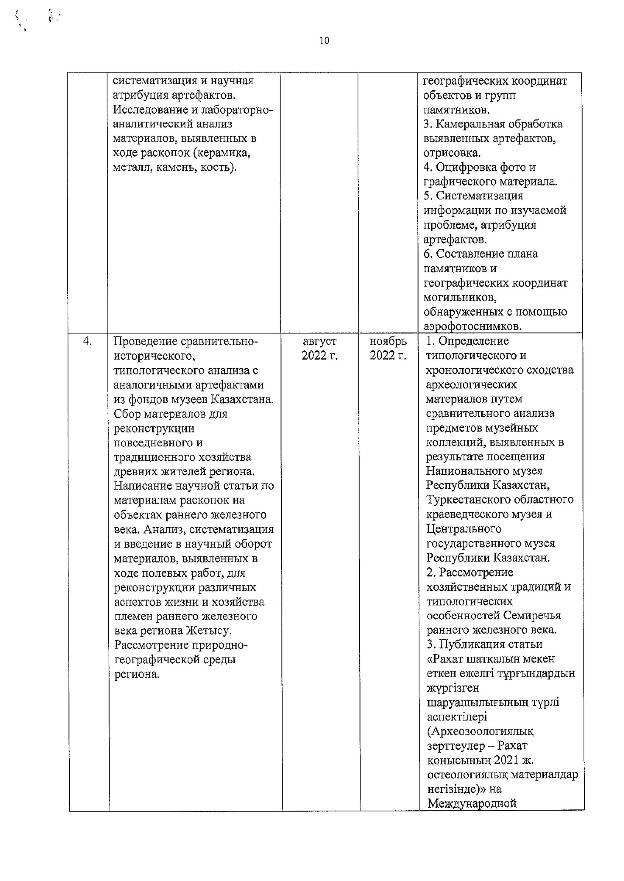 10
систематизация и научная
атрибуция артефактов.
Исследование и лабораторно-
аналитический анализ
материалов, выявленных в
ходе раскопок (керамика,
металл, камень, кость).
географических координат
объектов и групп
памятников.
3. Камеральная обработка
выявленных артефактов,
отрисовка.
4. Оцифровка фото и
графического материала.
5. Систематизация
информации по изучаемой
проблеме, атрибуция
артефактов.
6. Составление плана
памятников и
географических координат
могильников,
обнаруженных с помощью
аэрофотоснимков.
4.
Проведение сравнительно-
исторического,
типологического анализа с
аналогичными артефактами
из фондов музеев Казахстана.
Сбор материалов для
реконструкции
повседневного и
традиционного хозяйства
древних жителей региона.
Написание научной статьи по
материалам раскопок на
объектах раннего железного
века. Анализ, систематизация
и введение в научный оборот
материалов, выявленных в
ходе полевых работ, для
реконструкции различных
аспектов жизни и хозяйства
племен раннего железного
века региона Жетысу.
Рассмотрение природно-
географической среды
региона.
август
2022 г.
ноябрь
2022 г.
1. Определение
типологического и
хронологического сходства
археологических
материалов путем
сравнительного анализа
предметов музейных
коллекций, выявленных в
результате посещения
Национального музея
Республики Казахстан,
Туркестанского областного
краеведческого музея и
Центрального
государственного музея
Республики Казахстан.
2. Рассмотрение
хозяйственных традиций и
типологических
особенностей Семиречья
раннего железного века.
3. Публикация статьи
«Рахат шаткалын мекен
еткен ежелгі тұрғындардын
жүргізген
шаруашылығының түрлі
аспектілері
(Археозоологиялық
зерттеулер – Рахат
қонысының 2021 ж.
остеологиялық материалдар
негізінде)» на
Международной